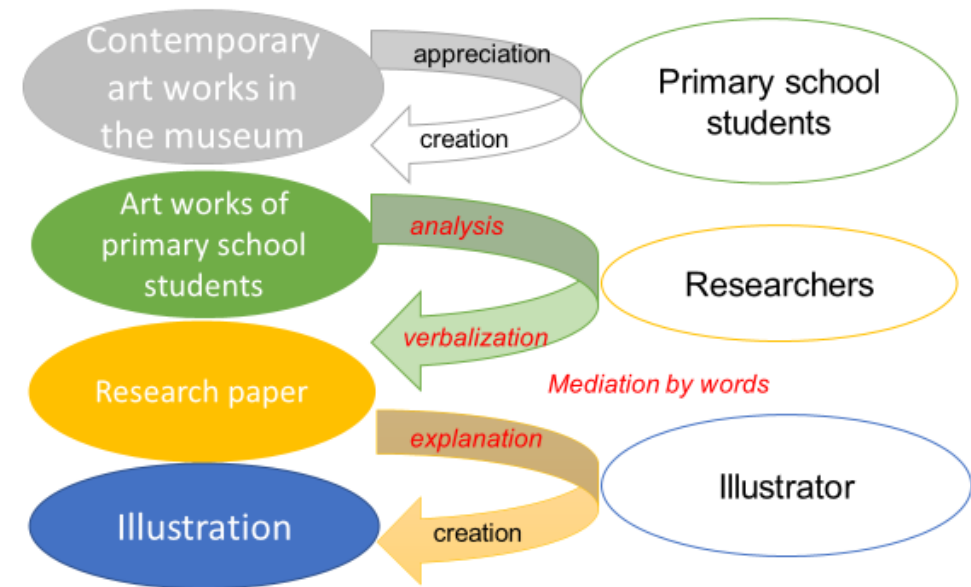 Contemporary
art works in
the museum
appreciation
creation
Primary school
students
Art works of
primary school
students
analysis
verbalization
Researchers
Research paper
Mediation by words
explanation
creation
Illustrator
Illustration